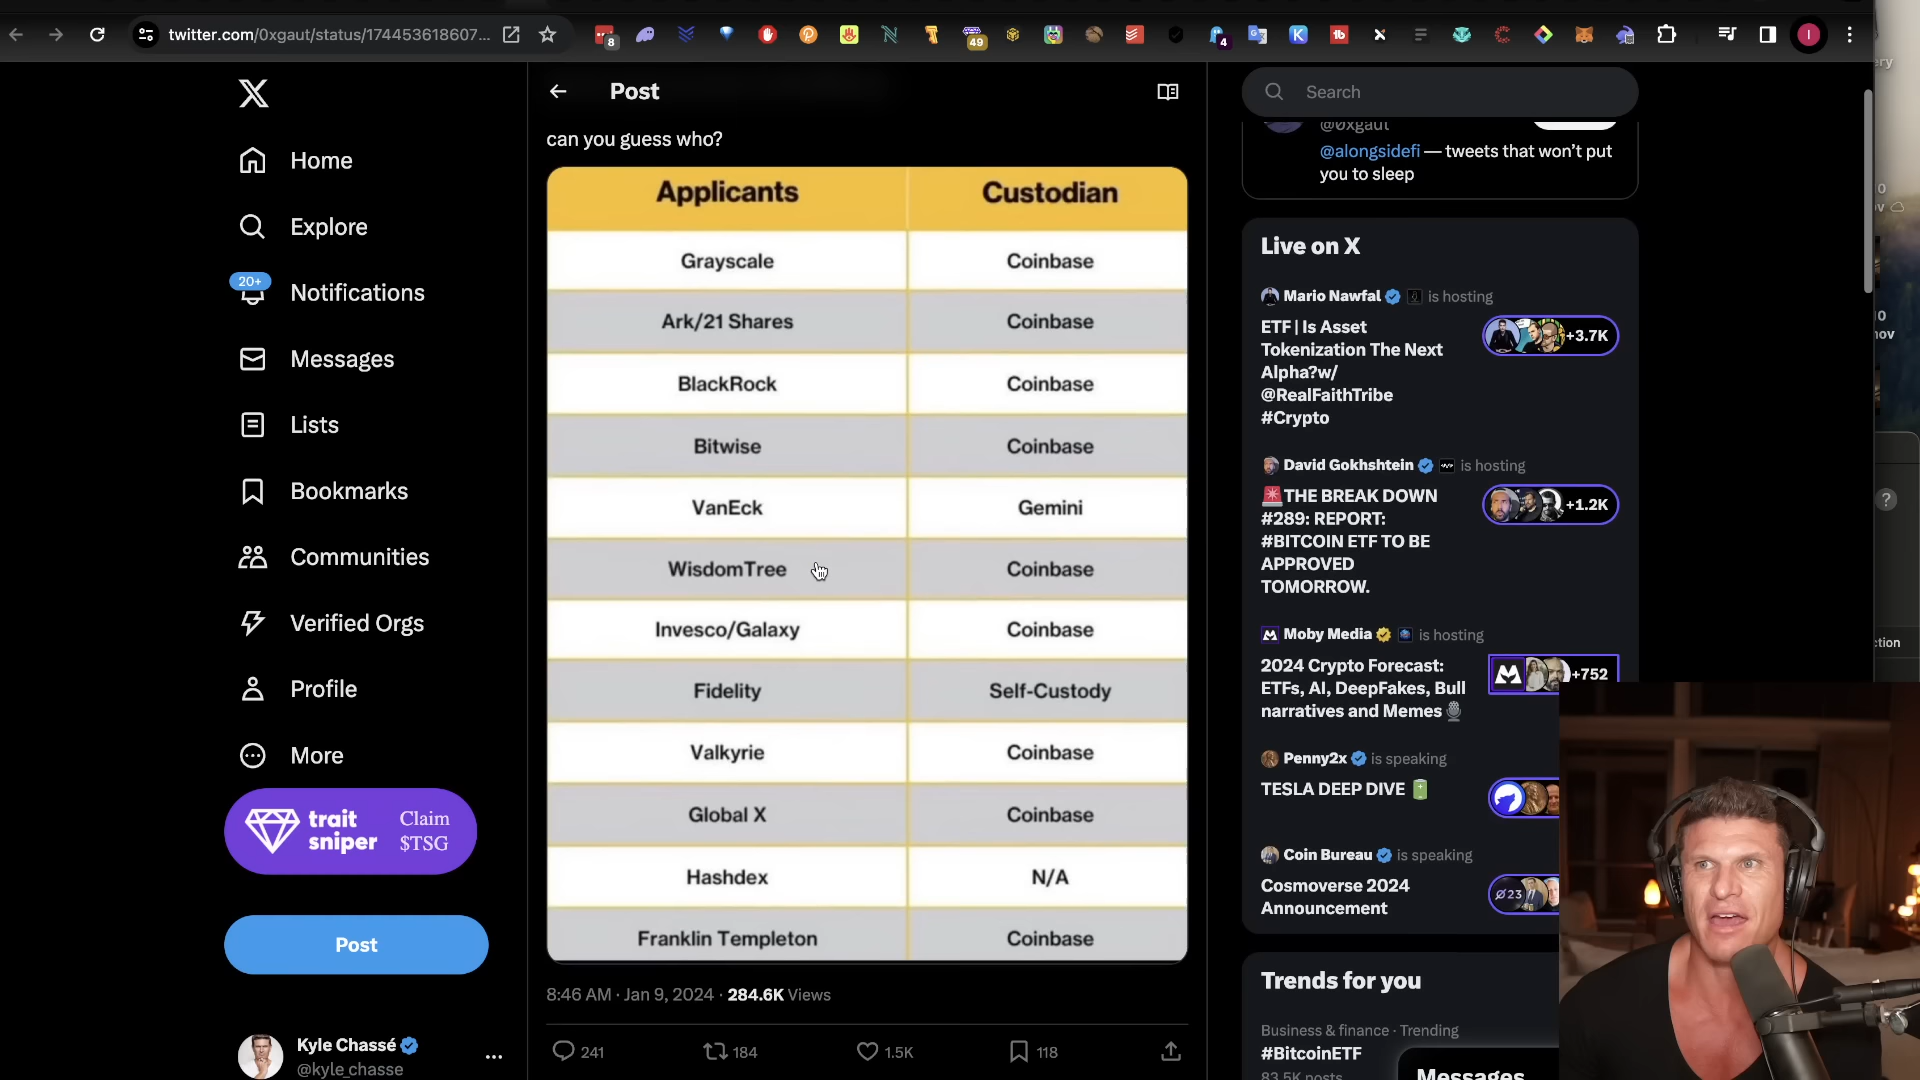 twitter.com/0xgaut/status/174453618607...
8
49
4
I
Home
Explore
20+
Notifications
Messages
Lists
Bookmarks
Communities
Verified Orgs
Profile
More
trait sniper
Claim $TSG
Post
Kyle Chassé
@kyle_chasse
Post
can you guess who?
Applicants Custodian
Grayscale Coinbase
Ark/21 Shares Coinbase
BlackRock Coinbase
Bitwise Coinbase
VanEck Gemini
WisdomTree Coinbase
Invesco/Galaxy Coinbase
Fidelity Self-Custody
Valkyrie Coinbase
Global X Coinbase
Hashdex N/A
Franklin Templeton Coinbase
8:46 AM · Jan 9, 2024 · 284.6K Views
241 184 1.5K 118
Search
@0xgaut
@alongsidefi — tweets that won’t put
you to sleep
Live on X
Mario Nawfal is hosting
ETF | Is Asset
Tokenization The Next
Alpha?w/
@RealFaithTribe
#Crypto
+3.7K
David Gokhshtein is hosting
🚨THE BREAK DOWN
#289: REPORT:
#BITCOIN ETF TO BE
APPROVED
TOMORROW.
+1.2K
Moby Media is hosting
2024 Crypto Forecast:
ETFs, AI, DeepFakes, Bull
narratives and Memes🎙️
+752
Penny2x is speaking
TESLA DEEP DIVE 🔋
Coin Bureau is speaking
Cosmoverse 2024
Announcement
Trends for you
Business & finance · Trending
#BitcoinETF
83.5K posts
Messages